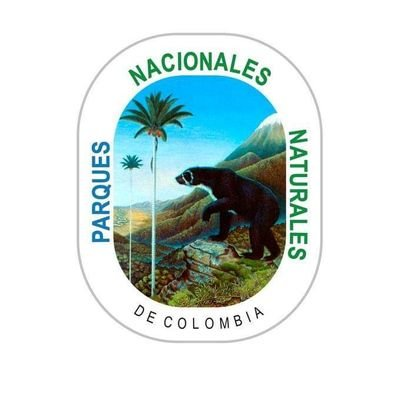 PARQUES
NACIONALES
NATURALES
DE COLOMBIA